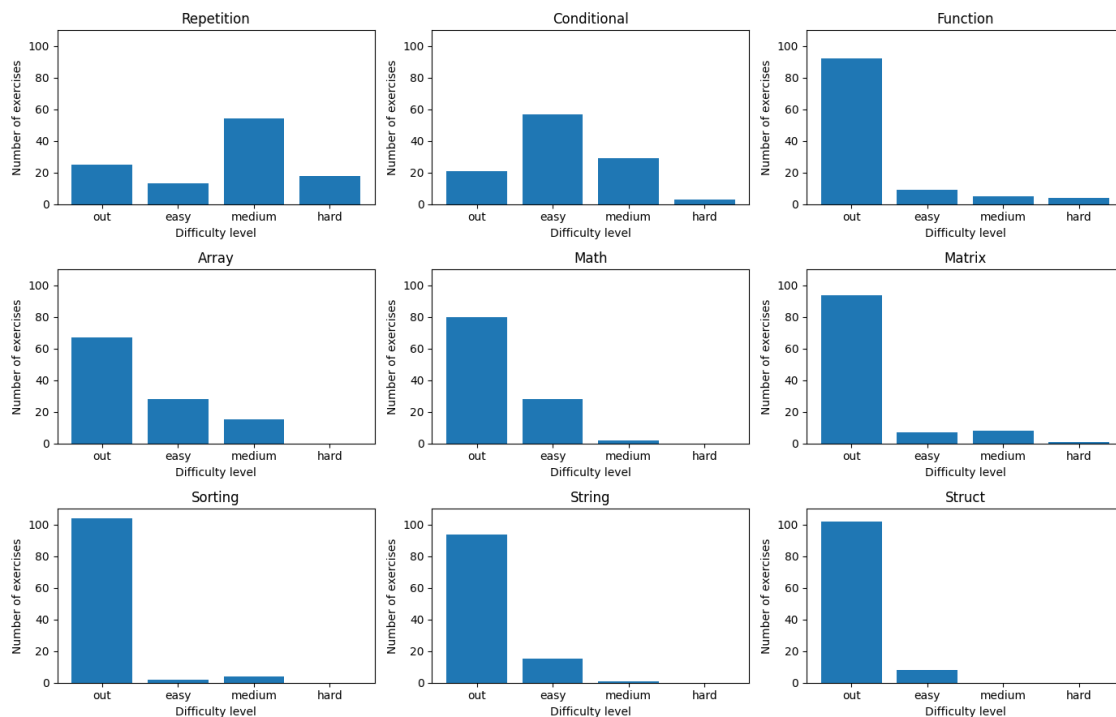 Repetition
Number of exercises
100
80
60
40
20
0
out easy medium hard
Difficulty level
Conditional
Number of exercises
100
80
60
40
20
0
out easy medium hard
Difficulty level
Function
Number of exercises
100
80
60
40
20
0
out easy medium hard
Difficulty level
Array
Number of exercises
100
80
60
40
20
0
out easy medium hard
Difficulty level
Math
Number of exercises
100
80
60
40
20
0
out easy medium hard
Difficulty level
Matrix
Number of exercises
100
80
60
40
20
0
out easy medium hard
Difficulty level
Sorting
Number of exercises
100
80
60
40
20
0
out easy medium hard
Difficulty level
String
Number of exercises
100
80
60
40
20
0
out easy medium hard
Difficulty level
Struct
Number of exercises
100
80
60
40
20
0
out easy medium hard
Difficulty level